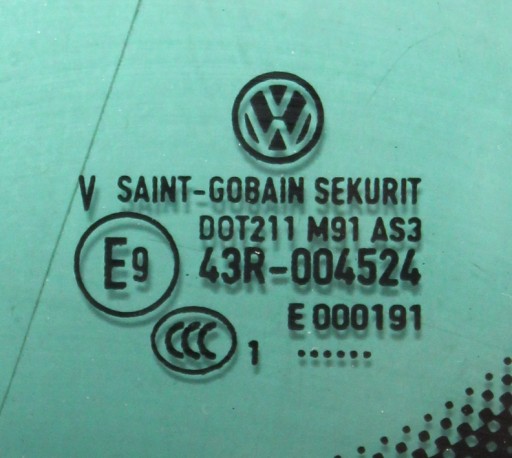 V SAINT-GOBAIN SEKURIT
DOT211 M91 AS3
E9 43R-004524
E 000191
CCC 1 ......